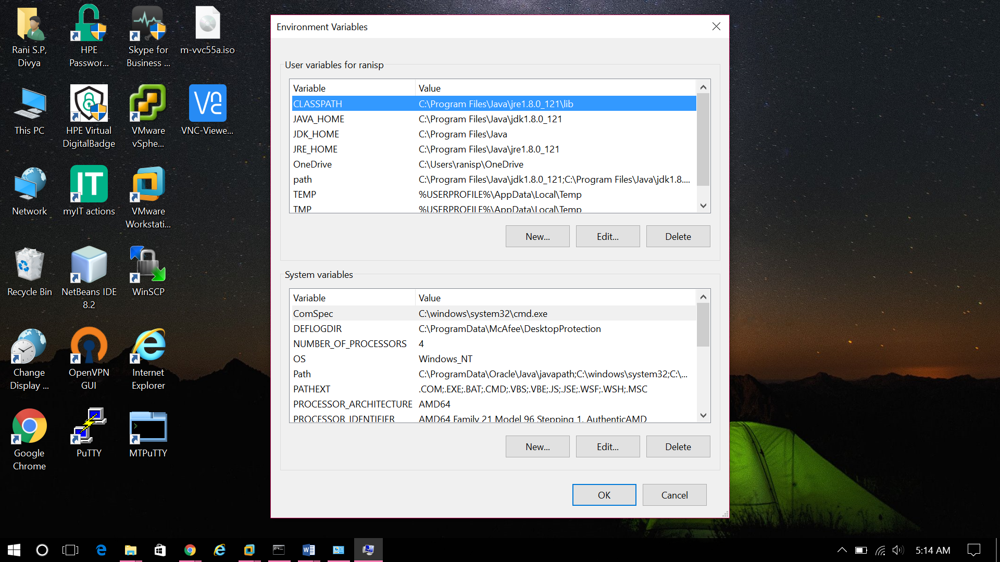 Rani S.P,
Divya
HPE
Passwor...
Skype for
Business ...
m-vvc55a.iso
This PC
HPE Virtual
DigitalBadge
VMware
vSphe...
VNC-Viewe...
Network
IT
myIT actions
VMware
Workstati...
Recycle Bin
NetBeans IDE
8.2
WinSCP
Change
Display ...
OpenVPN
GUI
Internet
Explorer
Google
Chrome
PuTTY
MTPuTTY
Environment Variables
User variables for ranisp
Variable Value
CLASSPATH C:\Program Files\Java\jre1.8.0_121\lib
JAVA_HOME C:\Program Files\Java\jdk1.8.0_121
JDK_HOME C:\Program Files\Java
JRE_HOME C:\Program Files\Java\jre1.8.0_121
OneDrive C:\Users\ranisp\OneDrive
path C:\Program Files\Java\jdk1.8.0_121;C:\Program Files\Java\jdk1.8....
TEMP %USERPROFILE%\AppData\Local\Temp
TMP %USERPROFILE%\AppData\Local\Temp
New... Edit... Delete
System variables
Variable Value
ComSpec C:\windows\system32\cmd.exe
DEFLOGDIR C:\ProgramData\McAfee\DesktopProtection
NUMBER_OF_PROCESSORS 4
OS Windows_NT
Path C:\ProgramData\Oracle\Java\javapath;C:\windows\system32;C:\...
PATHEXT .COM;.EXE;.BAT;.CMD;.VBS;.VBE;.JS;.JSE;.WSF;.WSH;.MSC
PROCESSOR_ARCHITECTURE AMD64
PROCESSOR_IDENTIFIER AMD64 Family 21 Model 96 Stepping 1, AuthenticAMD
New... Edit... Delete
OK Cancel
5:14 AM